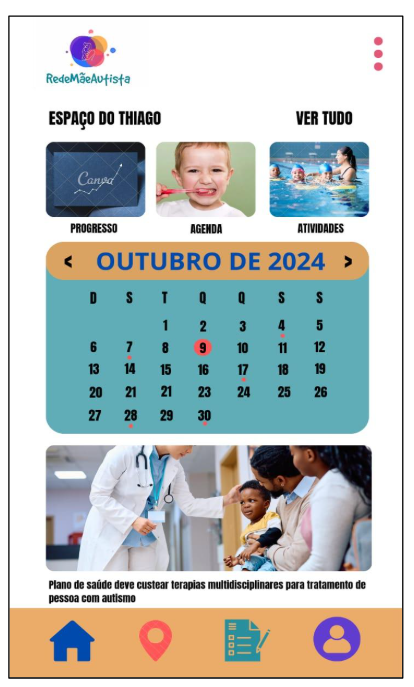 RedeMãeAutista
ESPAÇO DO THIAGO VER TUDO
Canva
PROGRESSO AGENDA ATIVIDADES
< OUTUBRO DE 2024 >
D S T Q Q S S
1 2 3 4 5
6 7 8 9 10 11 12
13 14 15 16 17 18 19
20 21 21 23 24 25 26
27 28 29 30
Plano de saúde deve custear terapias multidisciplinares para tratamento de
pessoa com autismo